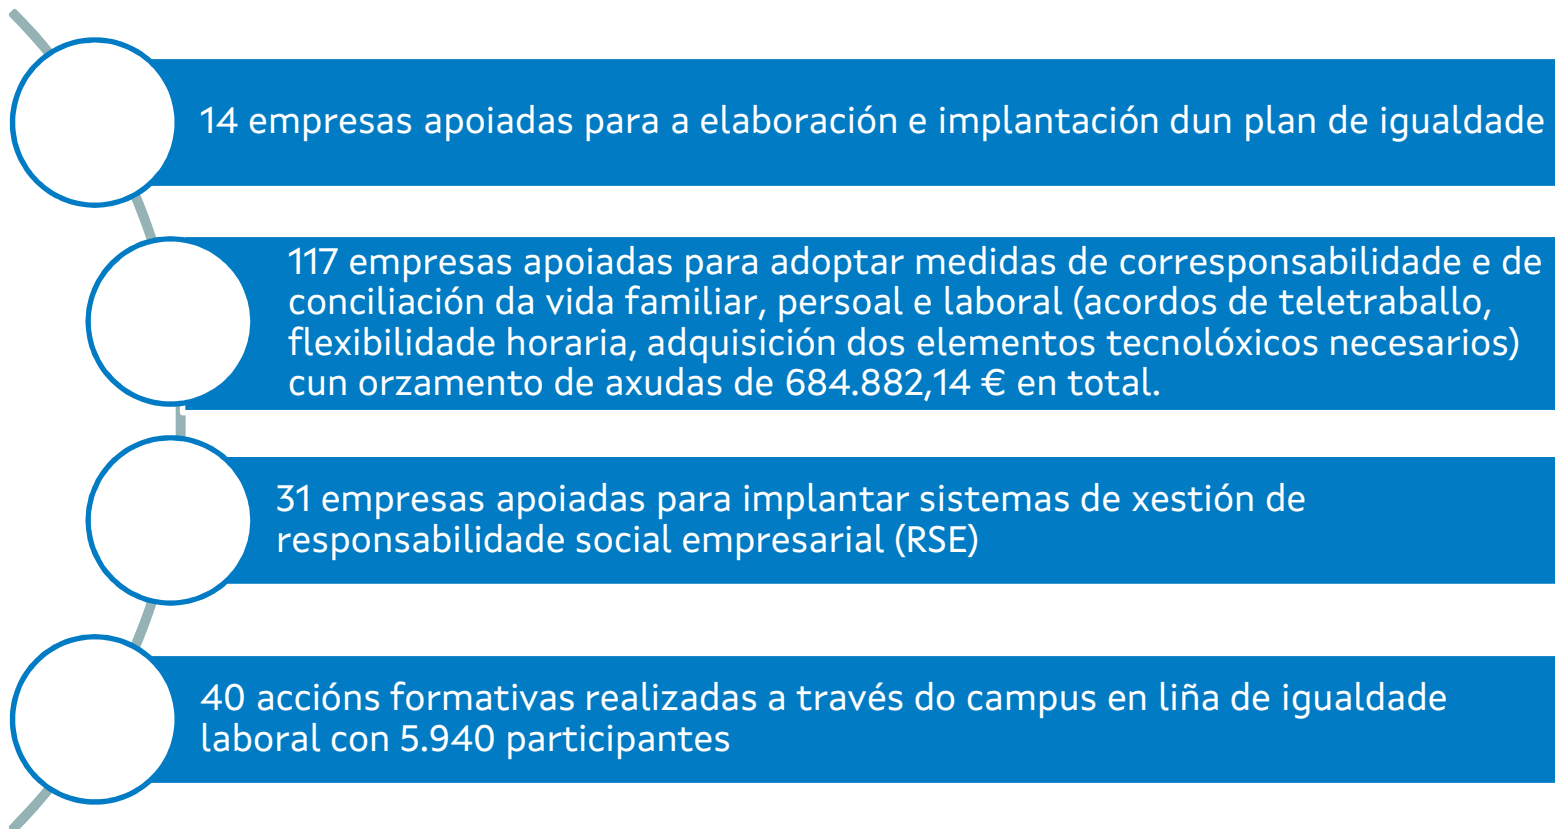 14 empresas apoiadas para a elaboración e implantación dun plan de igualdade
117 empresas apoiadas para adoptar medidas de corresponsabilidade e de
conciliación da vida familiar, persoal e laboral (acordos de teletraballo,
flexibilidade horaria, adquisición dos elementos tecnolóxicos necesarios)
cun orzamento de axudas de 684.882,14 € en total.
31 empresas apoiadas para implantar sistemas de xestión de
responsabilidade social empresarial (RSE)
40 accións formativas realizadas a través do campus en liña de igualdade
laboral con 5.940 participantes